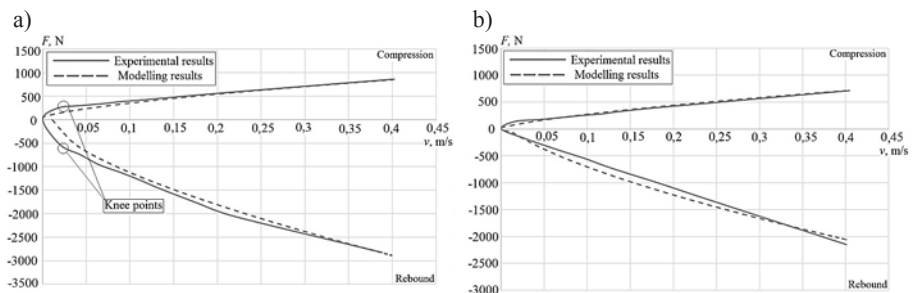 a)
F, N
1500
1000
500
0
-500
-1000
-1500
-2000
-2500
-3000
-3500
Experimental results
Modelling results
Compression
0,05 0,1 0,15 0,2 0,25 0,3 0,35 0,4 0,45
v, m/s
Knee points
Rebound
b)
F, N
1500
1000
500
0
-500
-1000
-1500
-2000
-2500
-3000
Experimental results
Modelling results
Compression
0,05 0,1 0,15 0,2 0,25 0,3 0,35 0,4 0,45
v, m/s
Rebound